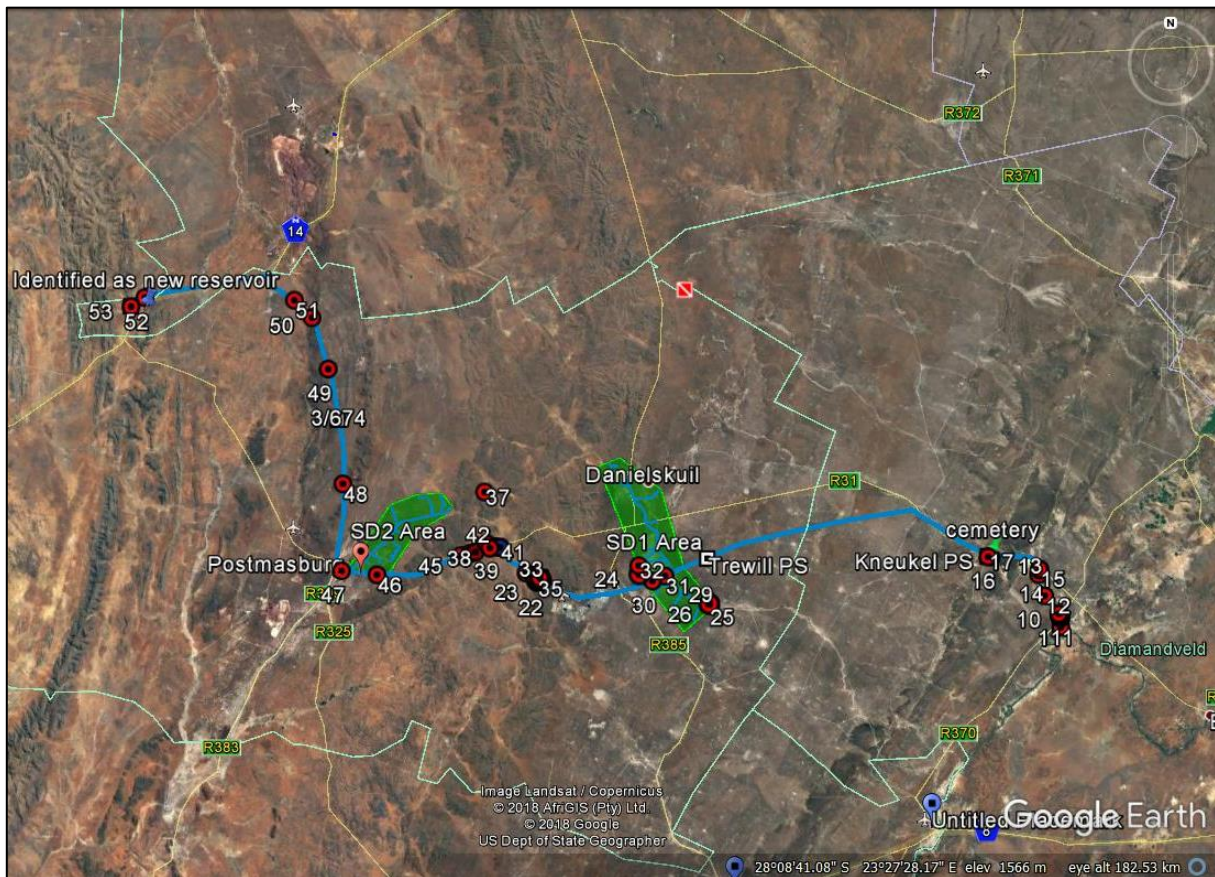 N
R372
R371
14
Identified as new reservoir
53
52
51
50
49
3/674
48
37
Danielskuil
R31
SD2 Area
42
41
SD1 Area
cemetery
Postmasburg
45
38
39
33
35
24
32
31
Trewill PS
Kneukel PS
17
13
15
16
47
46
23
22
30
29
26
25
14
12
10
111
R325
R385
Diamandveld
R383
R370
Image Landsat / Copernicus
© 2018 AfriGIS (Pty) Ltd.
© 2018 Google
US Dept of State Geographer
Google Earth
Untitled Placemark
28°08'41.08" S 23°27'28.17" E elev 1566 m eye alt 182.53 km